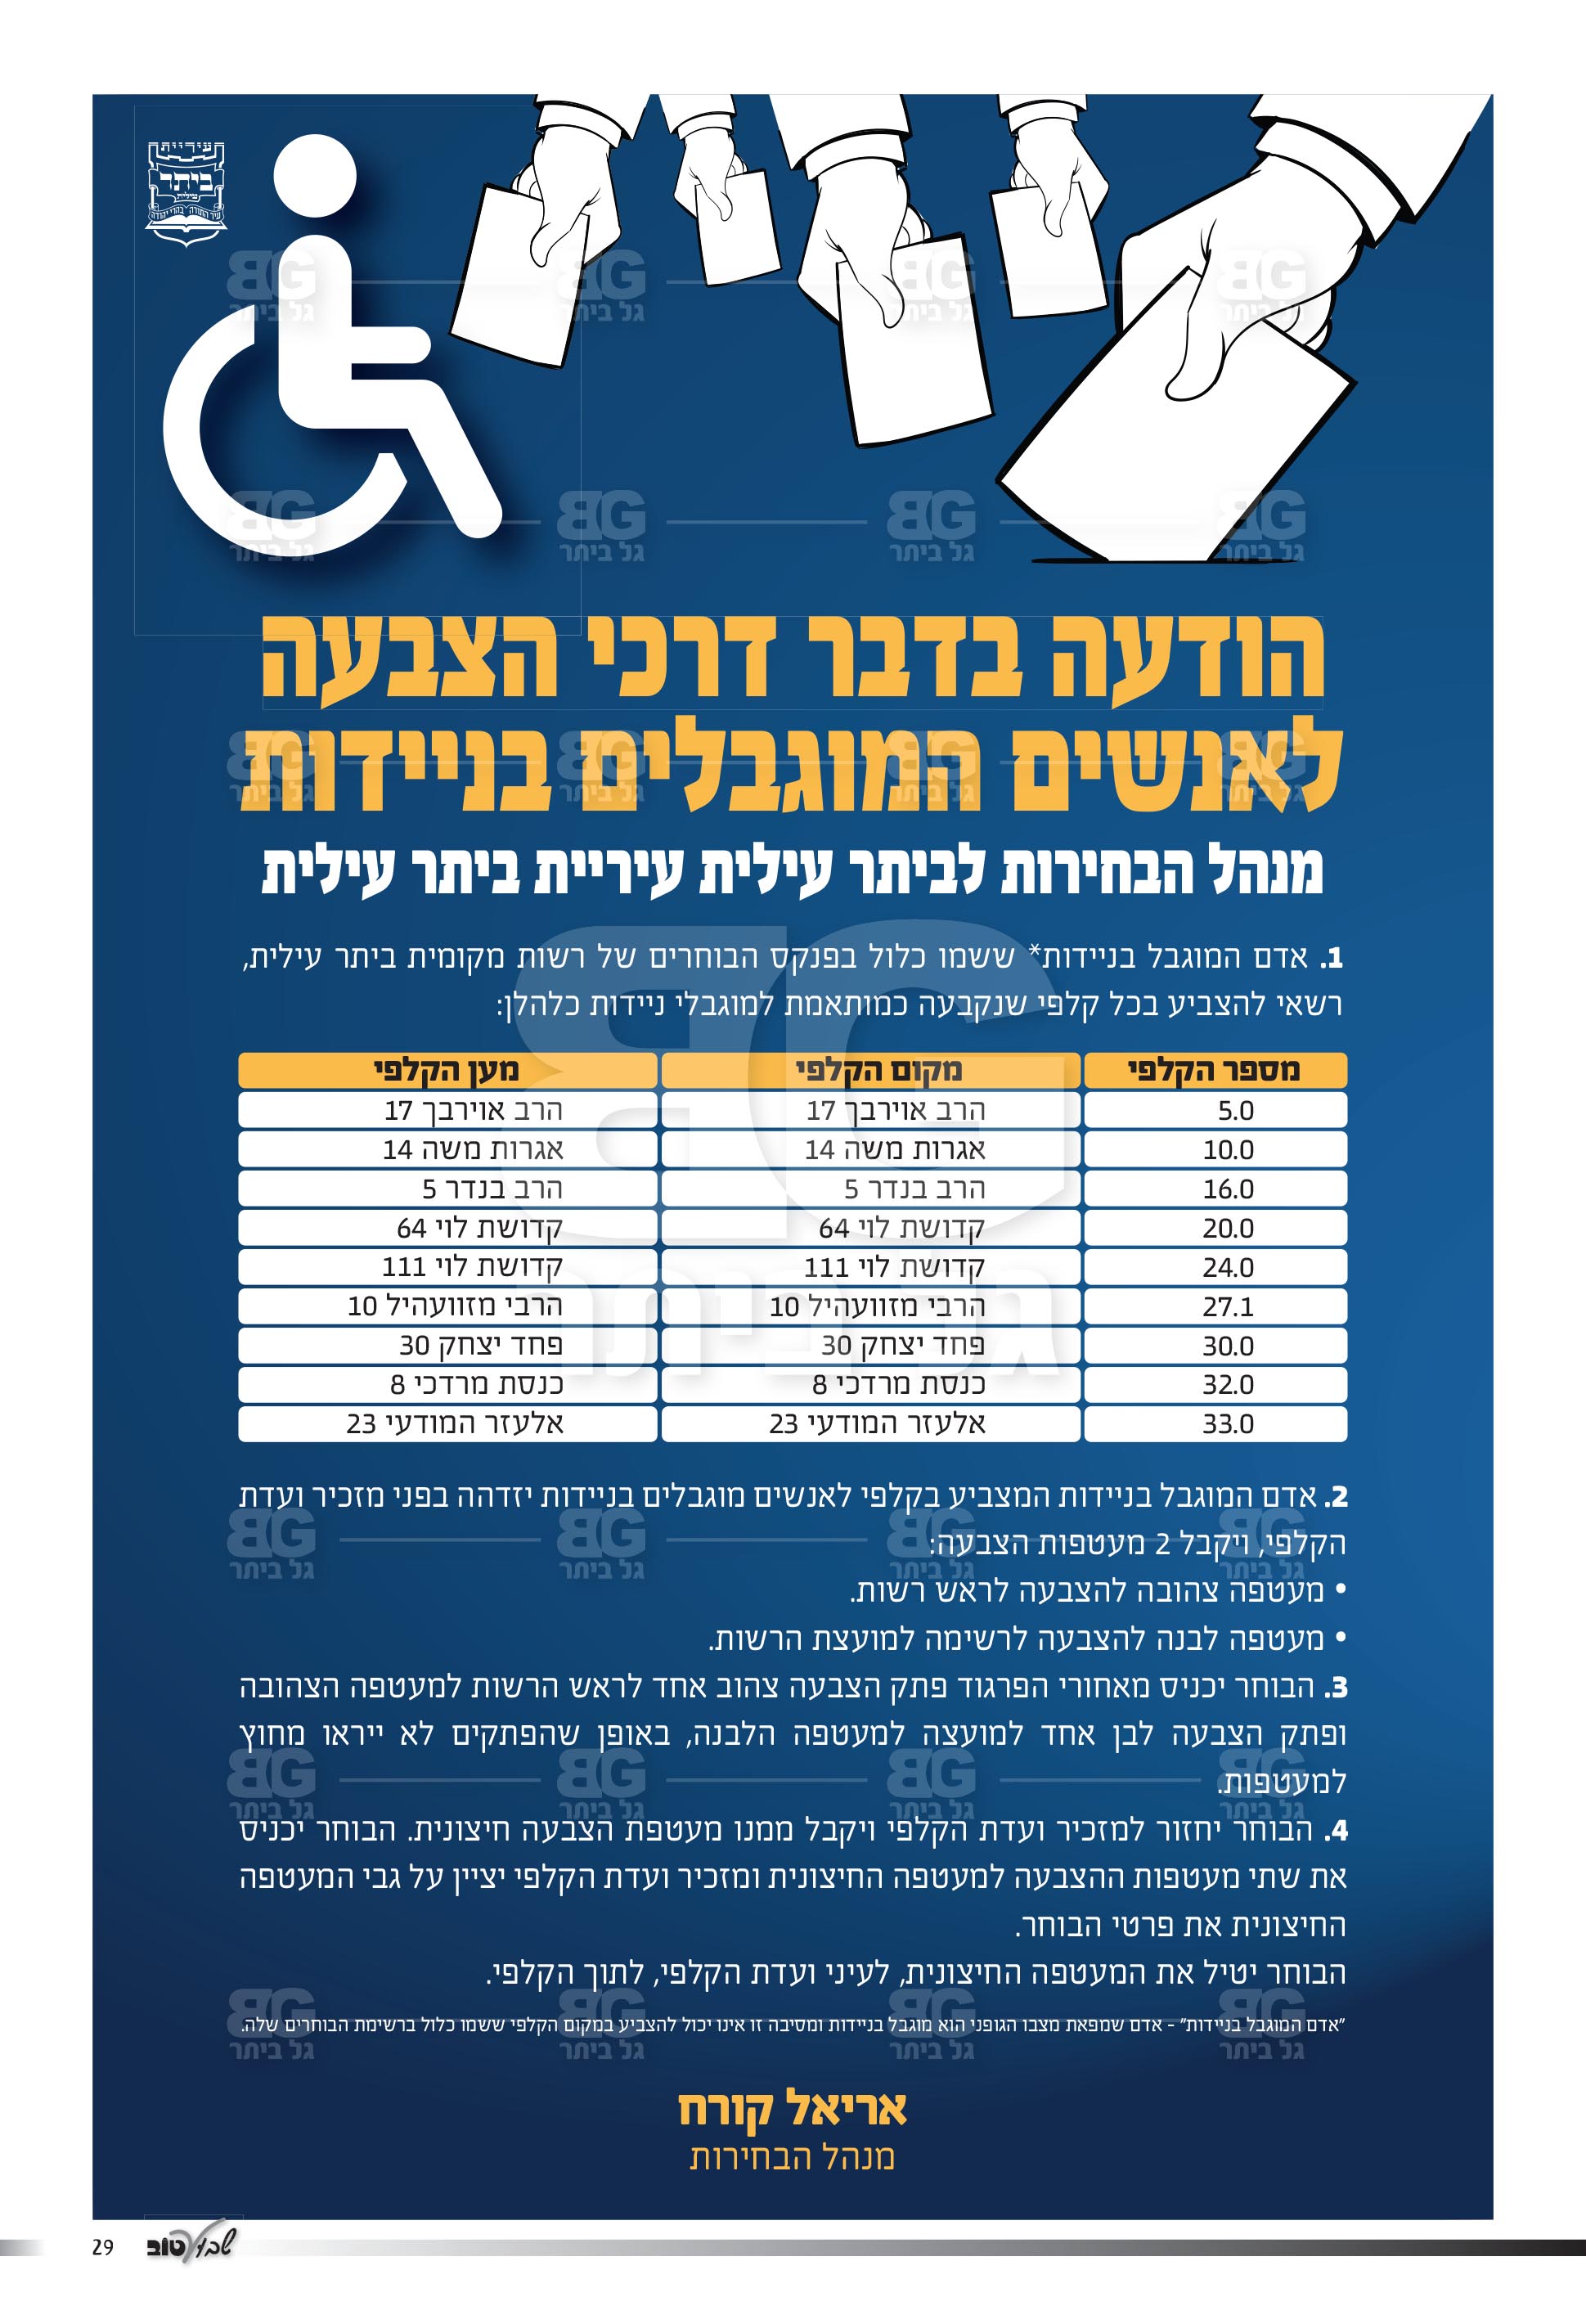 עיריית
ביתר
עילית
עיר התורה בהרי יהודה
הודעה בדבר דרכי הצבעה
לאנשים המוגבלים בניידות
מנהל הבחירות לביתר עילית עיריית ביתר עילית
1. אדם המוגבל בניידות* ששמו כלול בפנקס הבוחרים של רשות מקומית ביתר עילית,
רשאי להצביע בכל קלפי שנקבעה כמותאמת למוגבלי ניידות כלהלן:
מספר הקלפי מקום הקלפי מען הקלפי
5.0 הרב אוירבך 17 הרב אוירבך 17
10.0 אגרות משה 14 אגרות משה 14
16.0 הרב בנדר 5 הרב בנדר 5
20.0 קדושת לוי 64 קדושת לוי 64
24.0 קדושת לוי 111 קדושת לוי 111
27.1 הרבי מזוועהיל 10 הרבי מזוועהיל 10
30.0 פחד יצחק 30 פחד יצחק 30
32.0 כנסת מרדכי 8 כנסת מרדכי 8
33.0 אלעזר המודעי 23 אלעזר המודעי 23
2. אדם המוגבל בניידות המצביע בקלפי לאנשים מוגבלים בניידות יזדהה בפני מזכיר ועדת
הקלפי, ויקבל 2 מעטפות הצבעה:
• מעטפה צהובה להצבעה לראש רשות.
• מעטפה לבנה להצבעה לרשימה למועצת הרשות.
3. הבוחר יכניס מאחורי הפרגוד פתק הצבעה צהוב אחד לראש הרשות למעטפה הצהובה
ופתק הצבעה לבן אחד למועצה למעטפה הלבנה, באופן שהפתקים לא ייראו מחוץ
למעטפות.
4. הבוחר יחזור למזכיר ועדת הקלפי ויקבל ממנו מעטפת הצבעה חיצונית. הבוחר יכניס
את שתי מעטפות ההצבעה למעטפה החיצונית ומזכיר ועדת הקלפי יציין על גבי המעטפה
החיצונית את פרטי הבוחר.
הבוחר יטיל את המעטפה החיצונית, לעיני ועדת הקלפי, לתוך הקלפי.
"אדם המוגבל בניידות" - אדם שמפאת מצבו הגופני הוא מוגבל בניידות ומסיבה זו אינו יכול להצביע במקום הקלפי ששמו כלול ברשימת הבוחרים שלה.
אריאל קורח
מנהל הבחירות
BG
גל ביתר
שבוע טוב
29